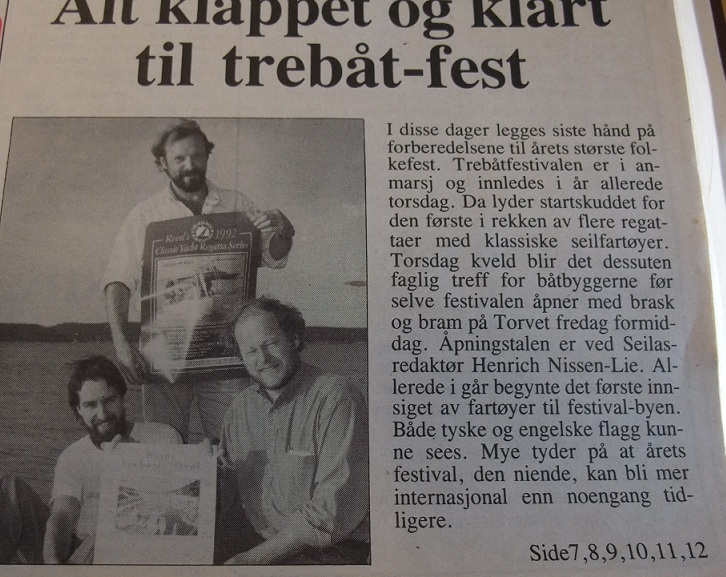 Alt klappet og klart
til trebåt-fest
I disse dager legges siste hånd på
forberedelsene til årets største fol-
kefest. Trebåtfestivalen er i an-
marsj og innledes i år allerede
torsdag. Da lyder startskuddet for
den første i rekken av flere regat-
taer med klassiske seilfartøyer.
Torsdag kveld blir det dessuten
faglig treff for båtbyggerne før
selve festivalen åpner med brask
og bram på Torvet fredag formid-
dag. Åpningstalen er ved Seilas-
redaktør Henrich Nissen-Lie. Al-
lerede i går begynte det første inn-
siget av fartøyer til festival-byen.
Både tyske og engelske flagg kun-
ne sees. Mye tyder på at årets
festival, den niende, kan bli mer
internasjonal enn noengang tid-
ligere.
Side7,8,9,10,11,12
Reed's 1992
Classic Yacht Regatta Series
Trebåtfestival